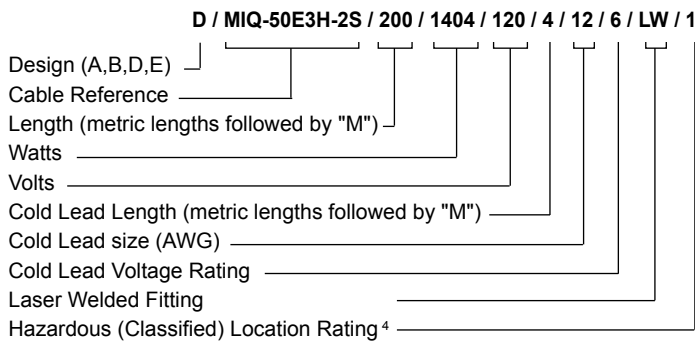 D / MIQ-50E3H-2S / 200 / 1404 / 120 / 4 / 12 / 6 / LW / 1
Design (A,B,D,E)
Cable Reference
Length (metric lengths followed by "M")
Watts
Volts
Cold Lead Length (metric lengths followed by "M")
Cold Lead size (AWG)
Cold Lead Voltage Rating
Laser Welded Fitting
Hazardous (Classified) Location Rating 4